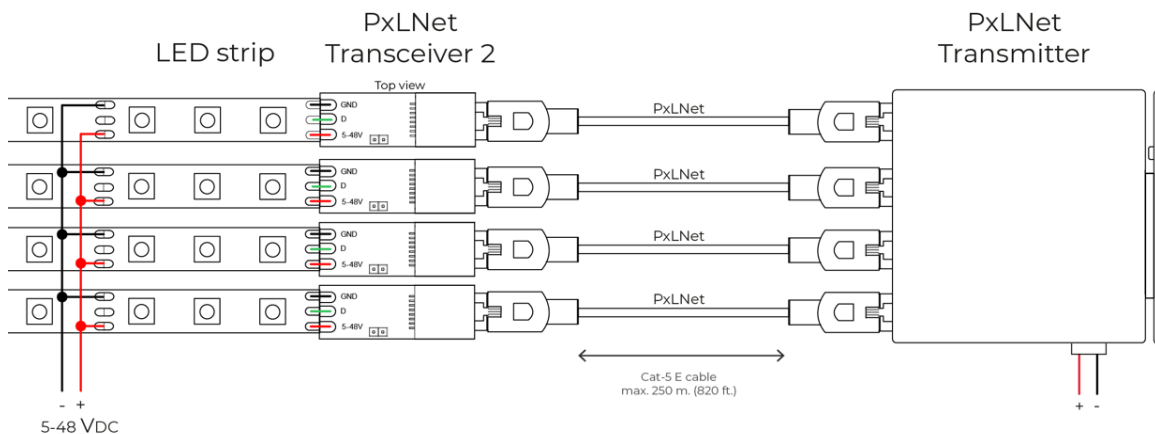 PxLNet
Transceiver 2
LED strip
PxLNet
Transmitter
Top view
GND
D
5-48V
PxLNet
GND
D
5-48V
PxLNet
GND
D
5-48V
PxLNet
GND
D
5-48V
PxLNet
Cat-5 E cable
max. 250 m. (820 ft.)
- +
5-48 VDC
+ -